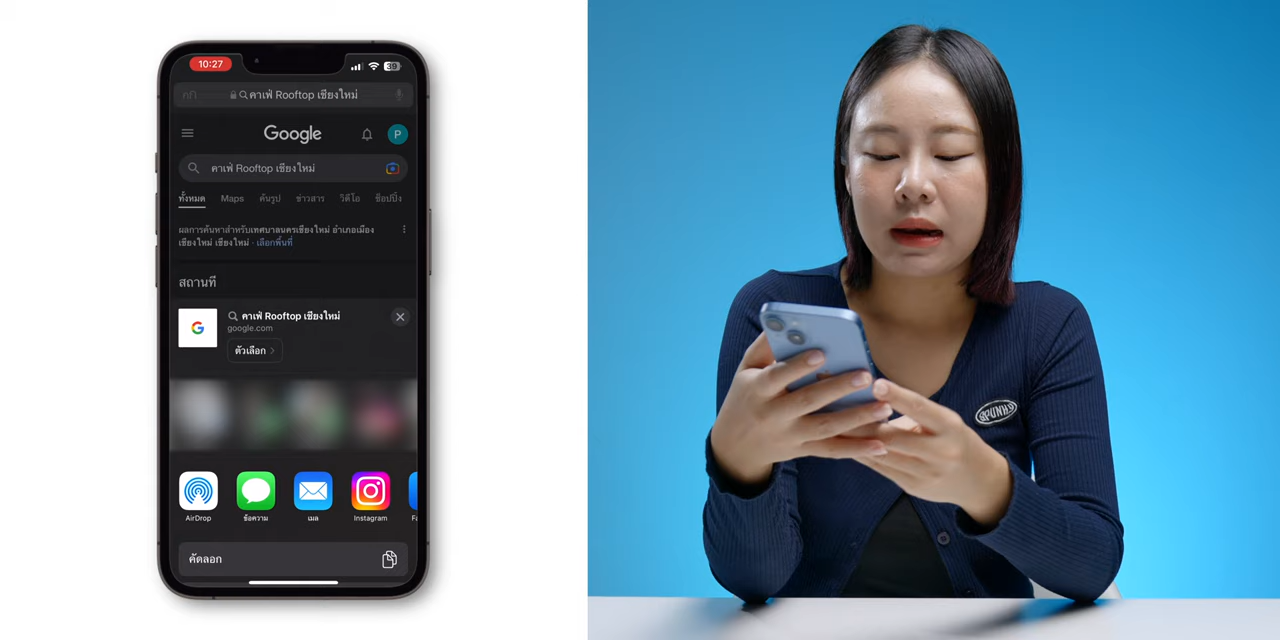 10:27
39
คาเฟ่ Rooftop เชียงใหม่
Google
P
คาเฟ่ Rooftop เชียงใหม่
ทั้งหมด Maps ค้นรูป ข่าวสาร วิดีโอ ช็อปปิ้ง
ผลการค้นหาสำหรับเทศบาลนครเชียงใหม่ อำเภอเมือง
เชียงใหม่ เชียงใหม่ · เลือกพื้นที่
สถานที่
G
คาเฟ่ Rooftop เชียงใหม่
google.com
ตัวเลือก
AirDrop ข้อความ เมล Instagram
คัดลอก